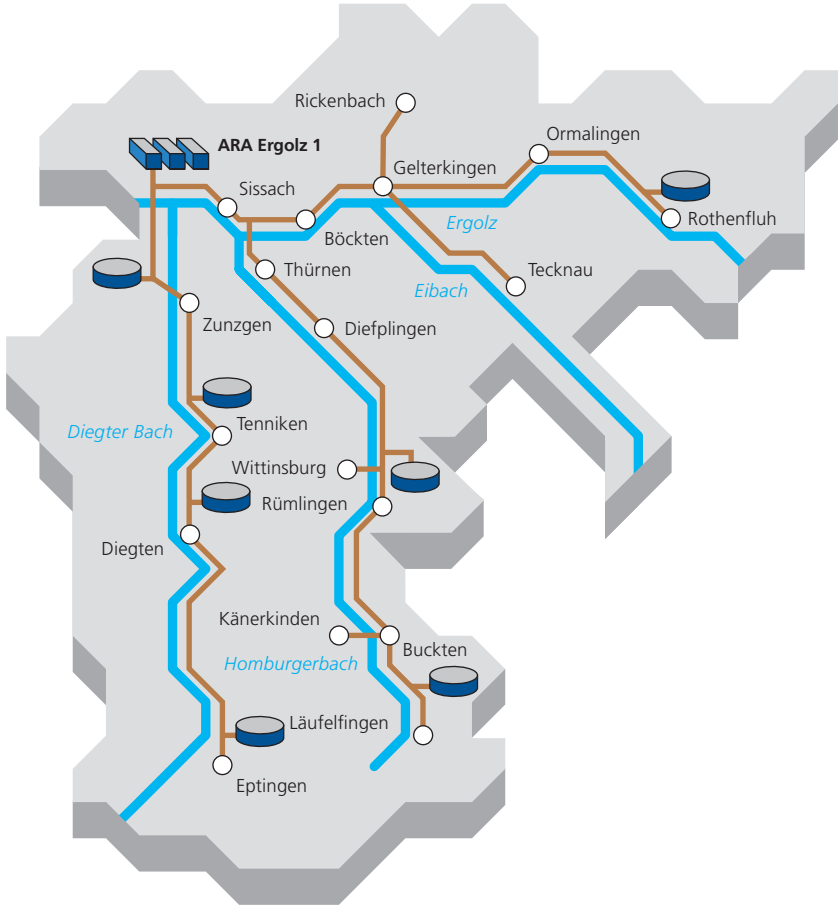 Rickenbach
Ormalingen
ARA Ergolz 1
Gelterkingen
Sissach
Rothenfluh
Ergolz
Böckten
Thürnen
Tecknau
Eibach
Zunzgen
Diefplingen
Tenniken
Diegter Bach
Wittinsburg
Rümlingen
Diegten
Känerkinden
Buckten
Homburgerbach
Läufelfingen
Eptingen